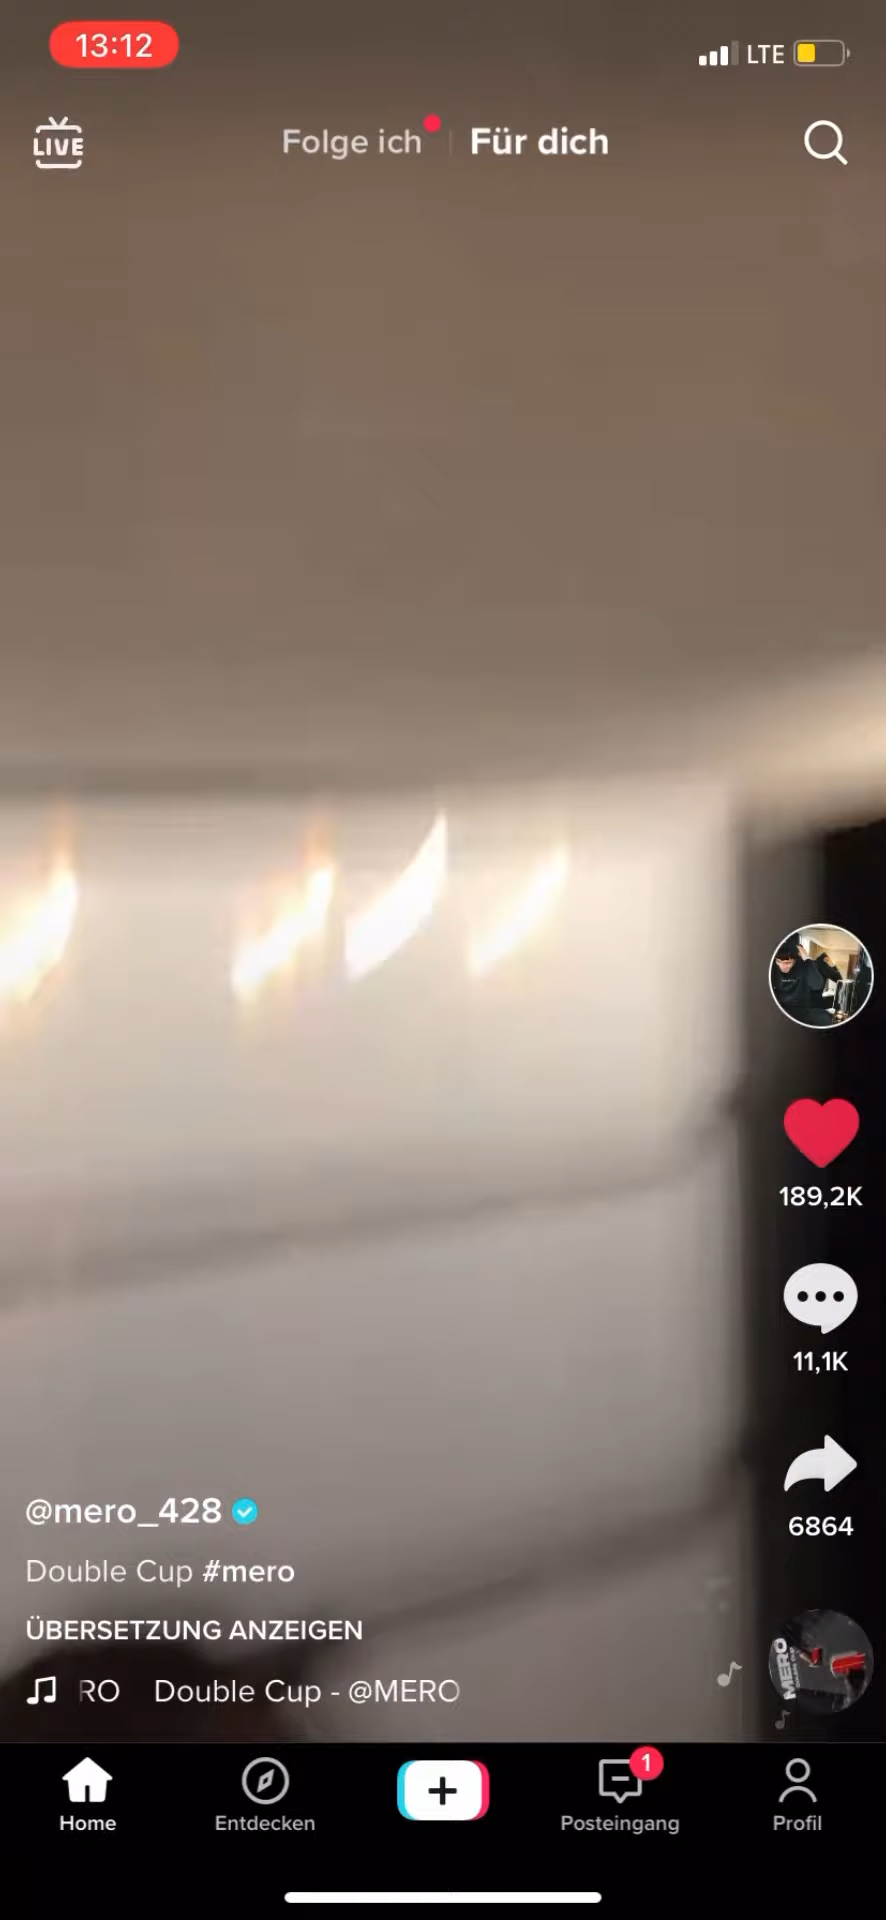 13:12
LTE
LIVE
Folge ich
Für dich
189,2K
11,1K
6864
@mero_428
Double Cup #mero
ÜBERSETZUNG ANZEIGEN
RO Double Cup - @MERO
MERO
Home
Entdecken
1
Posteingang
Profil